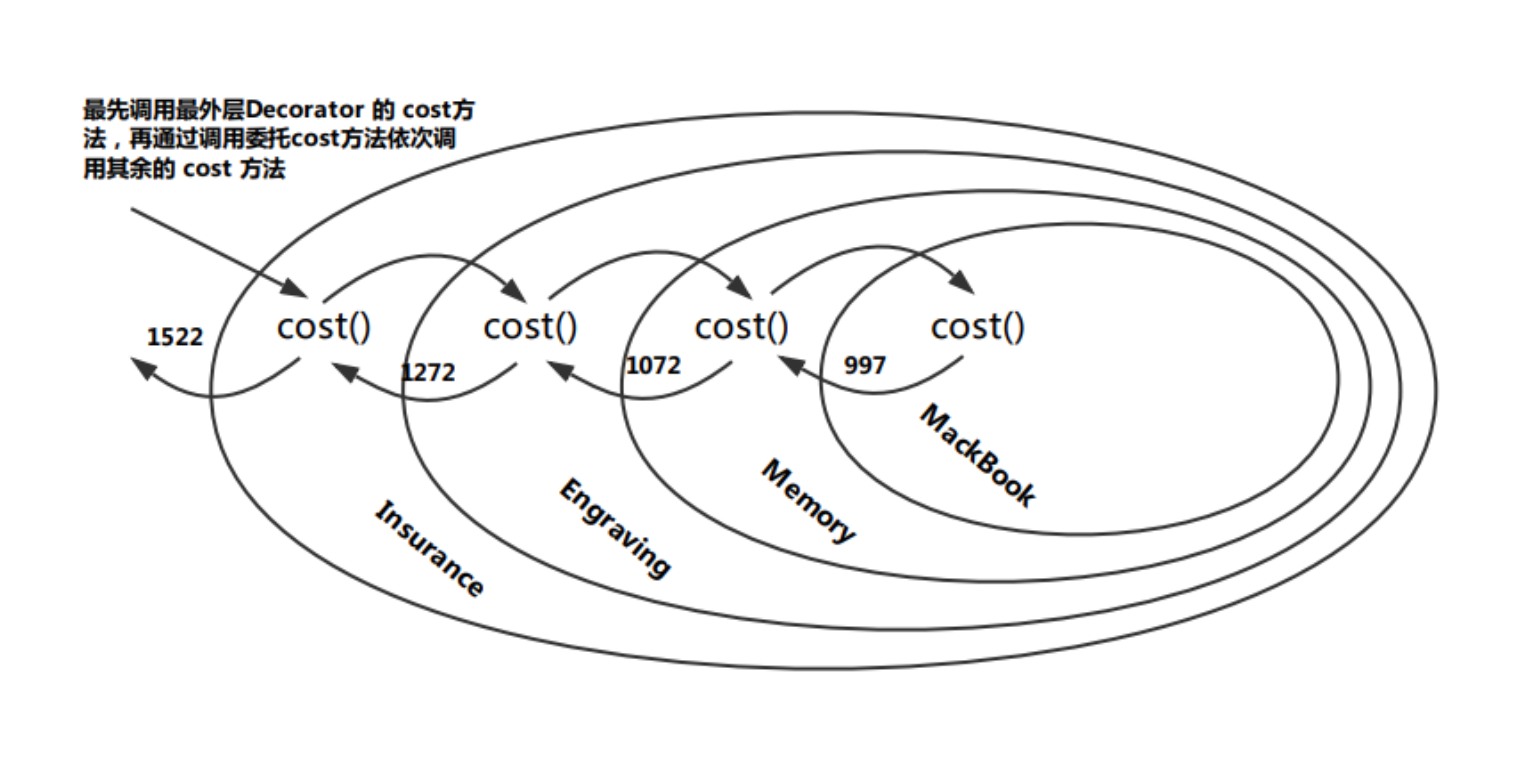 最先调用最外层Decorator 的 cost方
法，再通过调用委托cost方法依次调
用其余的 cost 方法
1522
cost()
cost()
cost()
cost()
1272
1072
997
MackBook
Memory
Engraving
Insurance